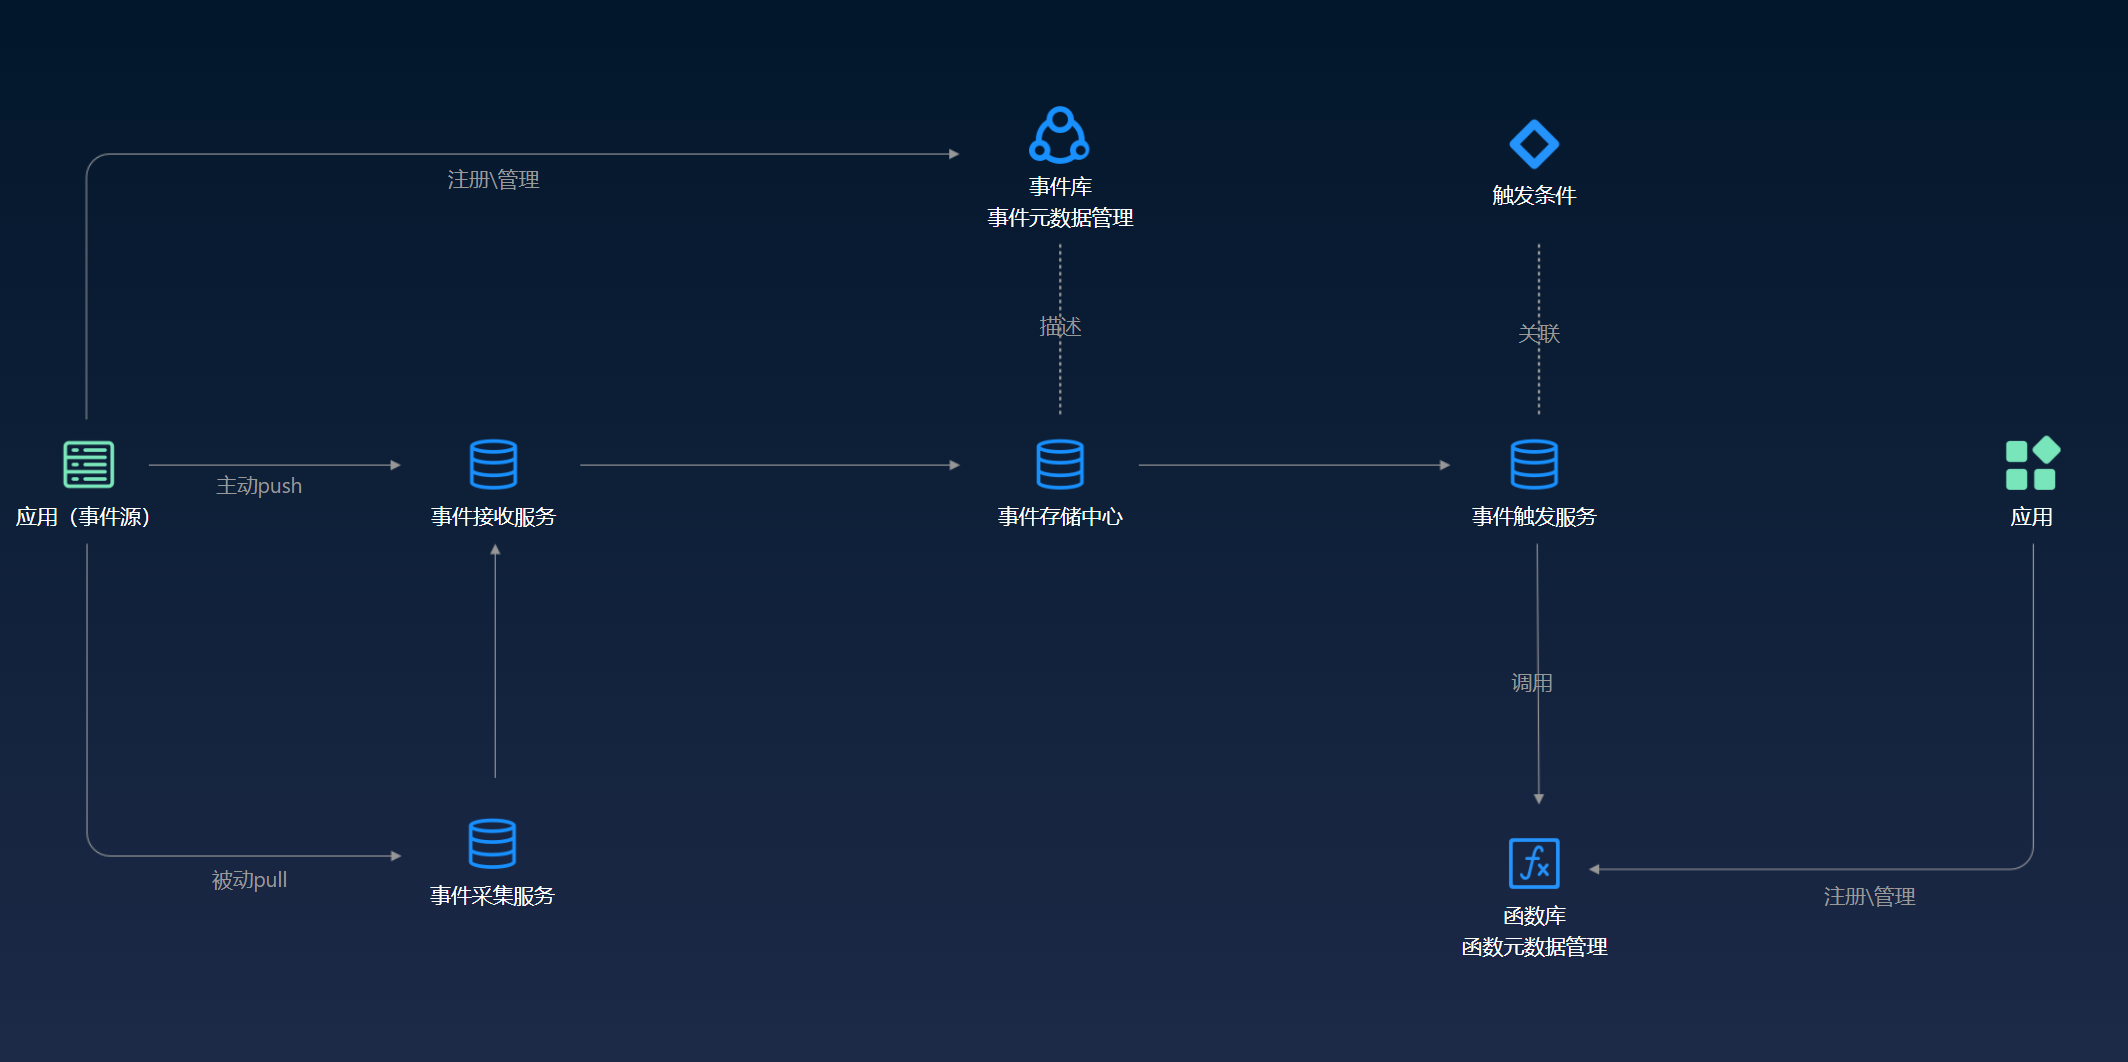 注册\管理
事件库
事件元数据管理
触发条件
描述
关联
应用（事件源）
主动push
事件接收服务
事件存储中心
事件触发服务
应用
调用
被动pull
事件采集服务
函数库
函数元数据管理
注册\管理